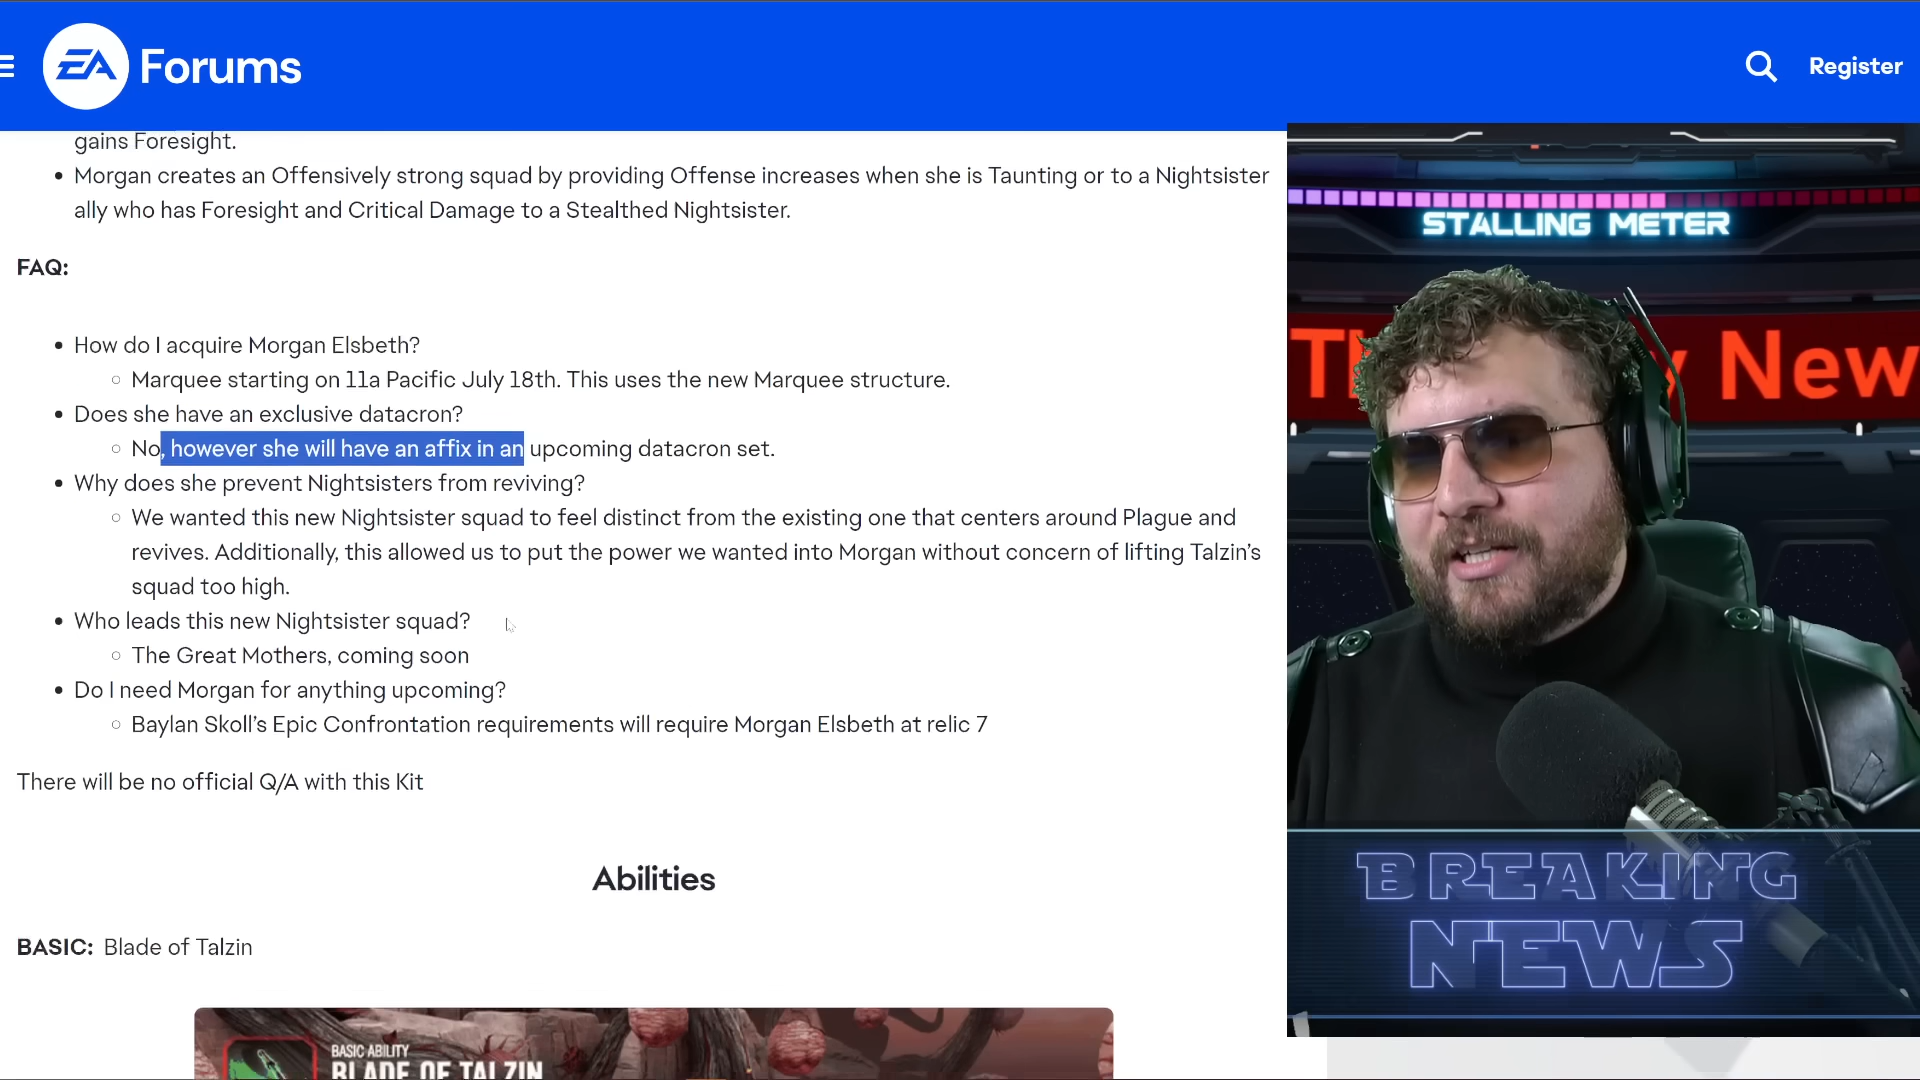 EA Forums
Register
gains Foresight.
• Morgan creates an Offensively strong squad by providing Offense increases when she is Taunting or to a Nightsister
ally who has Foresight and Critical Damage to a Stealthed Nightsister.
FAQ:
• How do I acquire Morgan Elsbeth?
○ Marquee starting on 11a Pacific July 18th. This uses the new Marquee structure.
• Does she have an exclusive datacron?
○ No, however she will have an affix in an upcoming datacron set.
• Why does she prevent Nightsisters from reviving?
○ We wanted this new Nightsister squad to feel distinct from the existing one that centers around Plague and
revives. Additionally, this allowed us to put the power we wanted into Morgan without concern of lifting Talzin's
squad too high.
• Who leads this new Nightsister squad?
○ The Great Mothers, coming soon
• Do I need Morgan for anything upcoming?
○ Baylan Skoll's Epic Confrontation requirements will require Morgan Elsbeth at relic 7
There will be no official Q/A with this Kit
Abilities
BASIC: Blade of Talzin
BASIC ABILITY
BLADE OF TALZIN
STALLING METER
New
BREAKING
NEWS